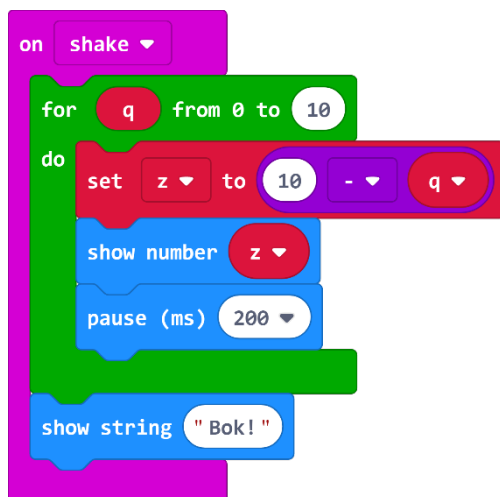 on shake
for q from 0 to 10
do
set z to 10 - q
show number z
pause (ms) 200
show string "Bok!"